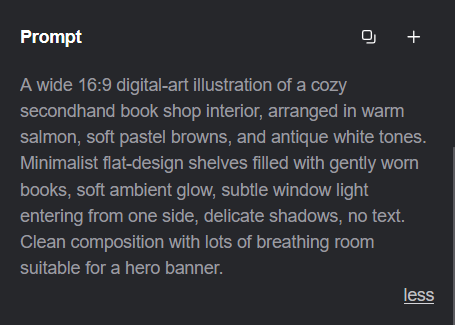 Prompt
A wide 16:9 digital-art illustration of a cozy
secondhand book shop interior, arranged in warm
salmon, soft pastel browns, and antique white tones.
Minimalist flat-design shelves filled with gently worn
books, soft ambient glow, subtle window light
entering from one side, delicate shadows, no text.
Clean composition with lots of breathing room
suitable for a hero banner.
less